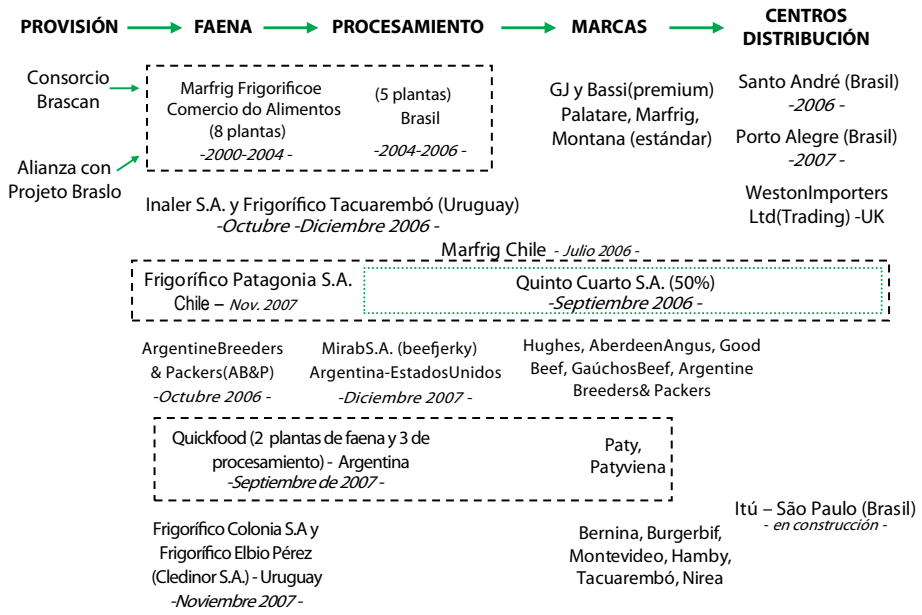 PROVISIÓN
FAENA
PROCESAMIENTO
MARCAS
CENTROS
DISTRIBUCIÓN
Consorcio
Brascan
Alianza con
Projeto Braslo
Marfrig Frigorificoe
Comercio do Alimentos
(8 plantas)
-2000-2004 -
(5 plantas)
Brasil
-2004-2006 -
GJ y Bassi(premium)
Palatare, Marfrig,
Montana (estándar)
Santo André (Brasil)
-2006 -
Porto Alegre (Brasil)
-2007 -
WestonImporters
Ltd(Trading) -UK
Inaler S.A. y Frigorífico Tacuarembó (Uruguay)
-Octubre -Diciembre 2006 -
Marfrig Chile - Julio 2006 -
Frigorífico Patagonia S.A.
Chile – Nov. 2007
Quinto Cuarto S.A. (50%)
-Septiembre 2006 -
ArgentineBreeders
& Packers(AB&P)
-Octubre 2006 -
MirabS.A. (beefjerky)
Argentina-EstadosUnidos
-Diciembre 2007 -
Hughes, AberdeenAngus, Good
Beef, GaúchosBeef, Argentine
Breeders& Packers
Quickfood (2 plantas de faena y 3 de
procesamiento) - Argentina
-Septiembre de 2007 -
Paty,
Patyviena
Itú – São Paulo (Brasil)
- en construcción -
Frigorífico Colonia S.A y
Frigorífico Elbio Pérez
(Cledinor S.A.) - Uruguay
-Noviembre 2007 -
Bernina, Burgerbif,
Montevideo, Hamby,
Tacuarembó, Nirea